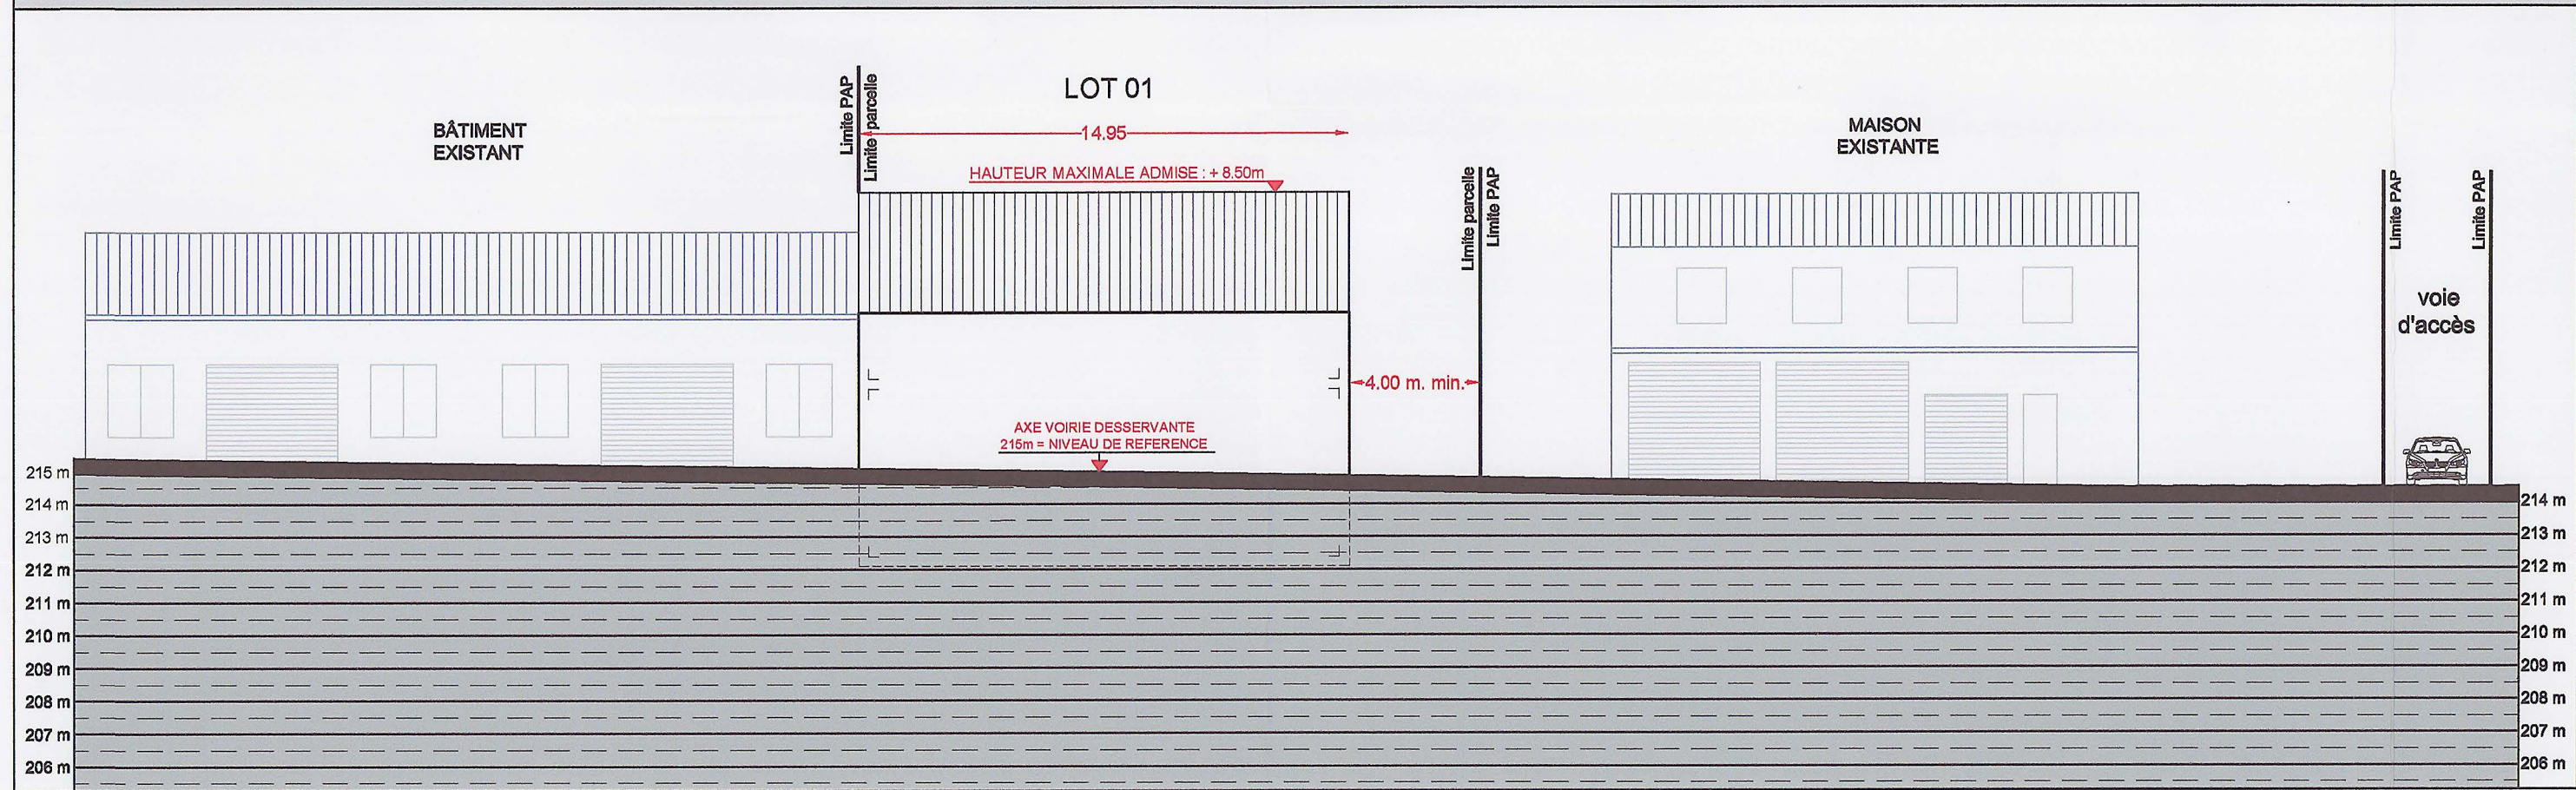 LOT 01
Limite PAP
Limite parcelle
BÂTIMENT
EXISTANT
14.95
MAISON
EXISTANTE
HAUTEUR MAXIMALE ADMISE : + 8.50m
Limite parcelle
Limite PAP
Limite PAP
Limite PAP
voie
d'accès
4.00 m. min.
AXE VOIRIE DESSERVANTE
215m = NIVEAU DE REFERENCE
215 m
214 m
213 m
212 m
211 m
210 m
209 m
208 m
207 m
206 m
214 m
213 m
212 m
211 m
210 m
209 m
208 m
207 m
206 m